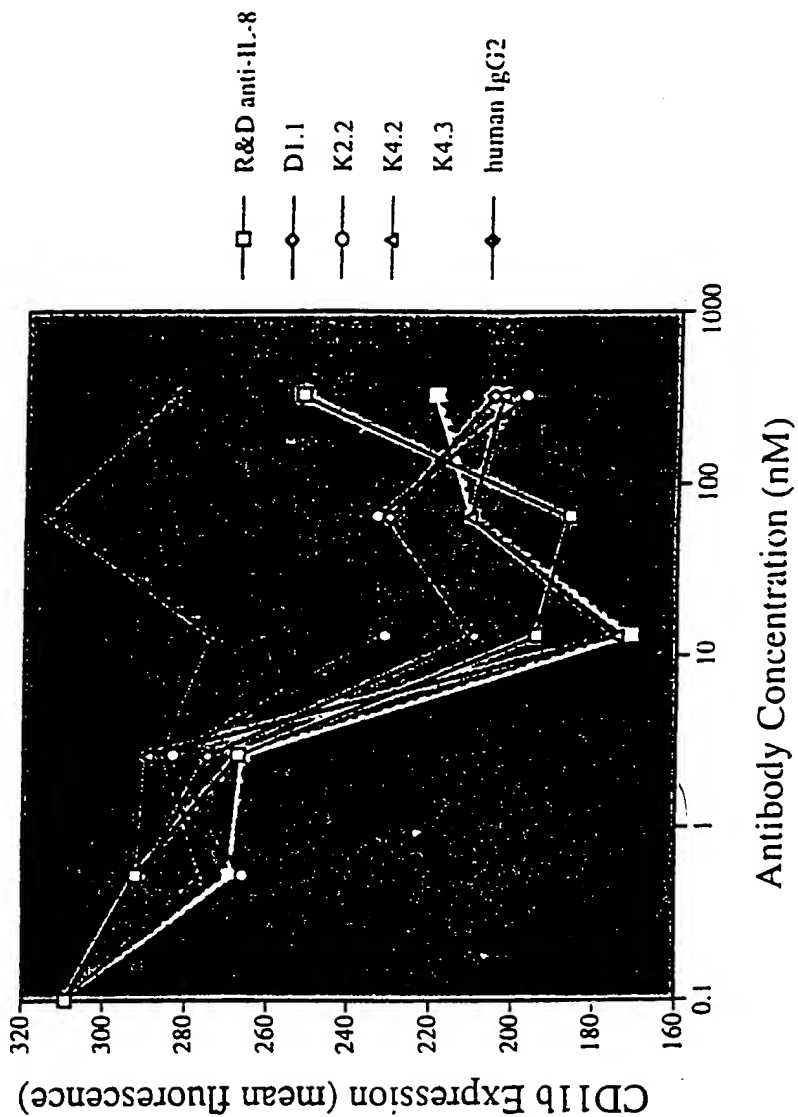 CD11b Expression (mean fluorescence)
320
300
280
260
240
220
200
180
160
0.1
1
10
100
1000
Antibody Concentration (nM)
R&D anti-IL-8
D1.1
K2.2
K4.2
K4.3
human IgG2